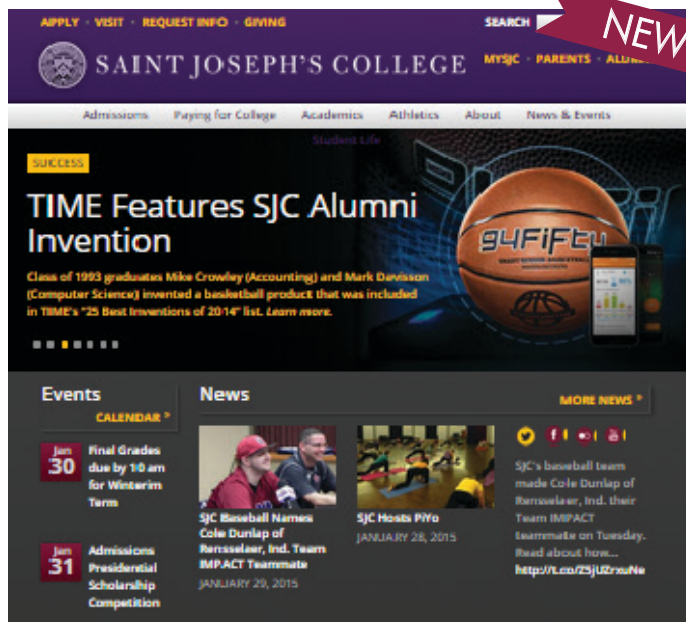 APPLY · VISIT · REQUEST INFO · GIVING
SEARCH
NEW
SAINT JOSEPH'S COLLEGE
MYSJC · PARENTS ·
Admissions Paying for College Academics Athletics About News & Events
Student Life
SUCCESS
TIME Features SJC Alumni
Invention
Class of 1993 graduates Mike Crowley (Accounting) and Mark Davisson
(Computer Science) invented a basketball product that was included
in TIME's "25 Best Inventions of 2014" list. Learn more.
94FIFTY
Events
CALENDAR »
Jan
30
Final Grades
due by 10 am
for Winterim
Term
Jan
31
Admissions
Presidential
Scholarship
Competition
News
MORE NEWS »
SJC Baseball Names
Cole Dunlap of
Rensselaer, Ind. Team
IMPACT Teammate
JANUARY 29, 2015
SJC Hosts PiYo
JANUARY 28, 2015
SJC's baseball team
made Cole Dunlap of
Rensselaer, Ind. their
Team IMPACT
teammate on Tuesday.
Read about how...
http://t.co/Z5jUZrxuNe